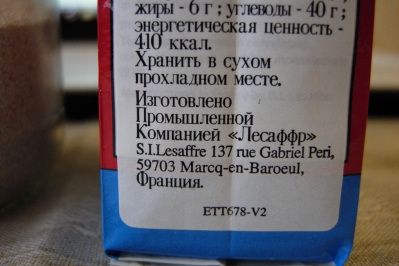 жиры - 6 г ; углеводы - 40 г ;
энергетическая ценность -
410 ккал.
Хранить в сухом
прохладном месте.
Изготовлено
Промышленной
Компанией «Лесаффр»
S.I.Lesaffre 137 rue Gabriel Peri,
59703 Marcq-en-Baroeul,
Франция.
ETT678-V2